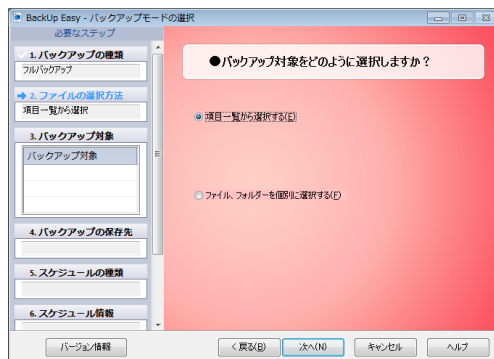 BackUp Easy - バックアップモードの選択
必要なステップ
1. バックアップの種類
フルバックアップ
2. ファイルの選択方法
項目一覧から選択
3. バックアップ対象
バックアップ対象
4. バックアップの保存先
5. スケジュールの種類
6. スケジュール情報
●バックアップ対象をどのように選択しますか？
項目一覧から選択する(E)
ファイル、フォルダーを個別に選択する(F)
バージョン情報
< 戻る(B)
次へ(N)
キャンセル
ヘルプ